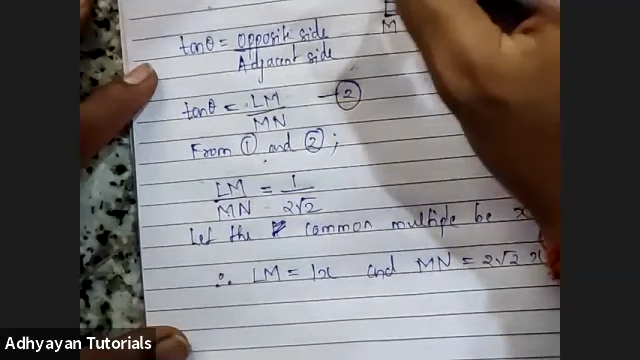 M
tanθ = Opposite side
Adjacent side
tanθ = LM — ②
MN
From ① and ② ;
LM = 1
MN 2√2
Let the common multiple be x
∴ LM = 1x and MN = 2√2 x
Adhyayan Tutorials